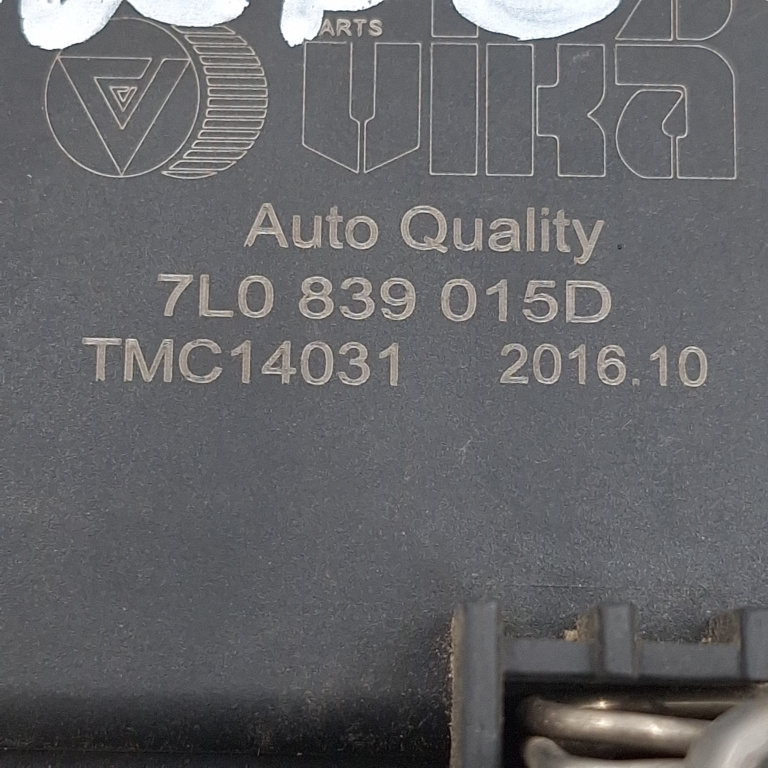 ARTS
vika
Auto Quality
7L0 839 015D
TMC14031 2016.10